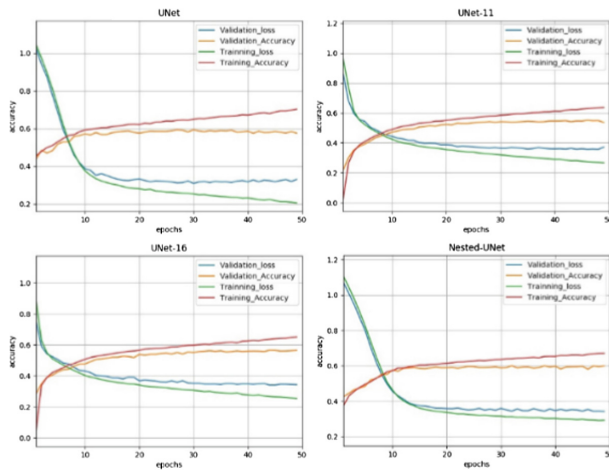 UNet
Validation_loss
Validation_Accuracy
Trainning_loss
Training_Accuracy
1.0
0.8
0.6
0.4
0.2
accuracy
10 20 30 40 50
epochs
UNet-11
Validation_loss
Validation_Accuracy
Trainning_loss
Training_Accuracy
1.2
1.0
0.8
0.6
0.4
0.2
0.0
accuracy
10 20 30 40 50
epochs
UNet-16
Validation_loss
Validation_Accuracy
Trainning_loss
Training_Accuracy
1.0
0.8
0.6
0.4
0.2
0.0
accuracy
10 20 30 40 50
epochs
Nested-UNet
Validation_loss
Validation_Accuracy
Trainning_loss
Training_Accuracy
1.2
1.0
0.8
0.6
0.4
0.2
accuracy
10 20 30 40
epochs